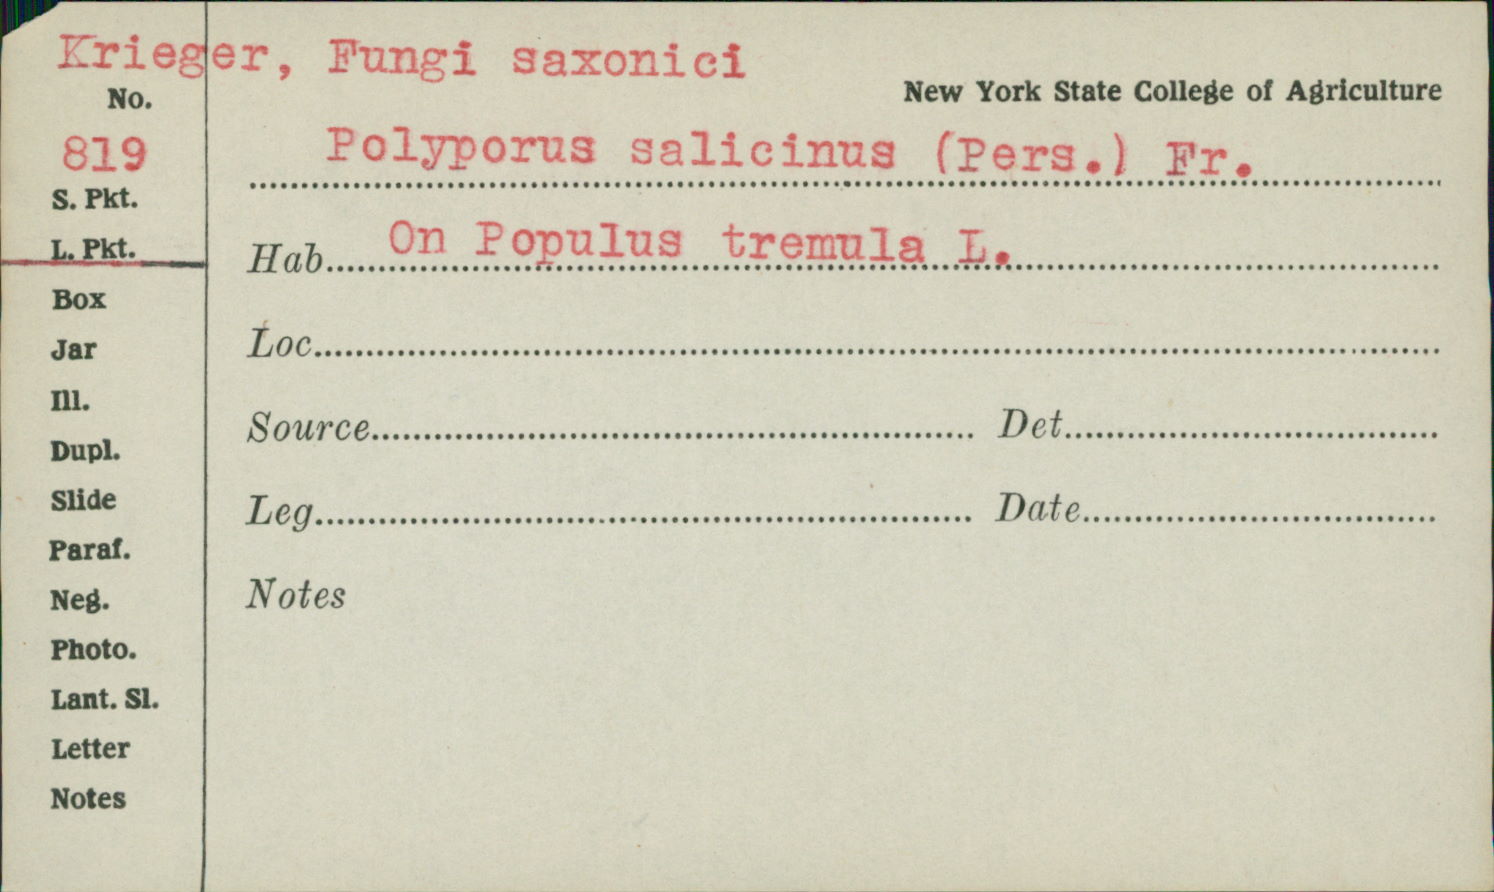 Krieger, Fungi saxonici
No.
New York State College of Agriculture
819
Polyporus salicinus (Pers.) Fr.
S. Pkt.
L. Pkt.
Hab. On Populus tremula L.
Box
Loc.
Jar
Ill.
Source Det.
Dupl.
Slide
Leg. Date
Paraf.
Neg.
Notes
Photo.
Lant. Sl.
Letter
Notes